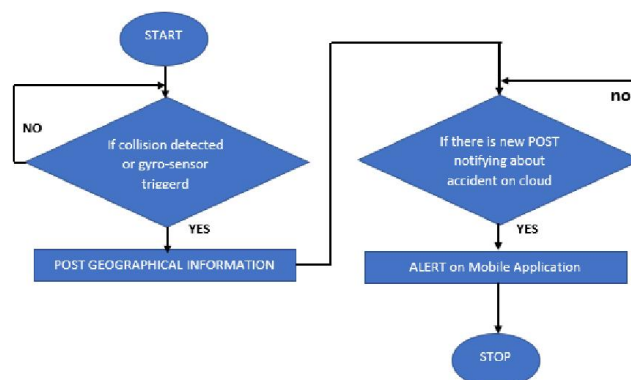 START
NO
If collision detected
or gyro-sensor
triggerd
YES
POST GEOGRAPHICAL INFORMATION
no
If there is new POST
notifying about
accident on cloud
YES
ALERT on Mobile Application
STOP